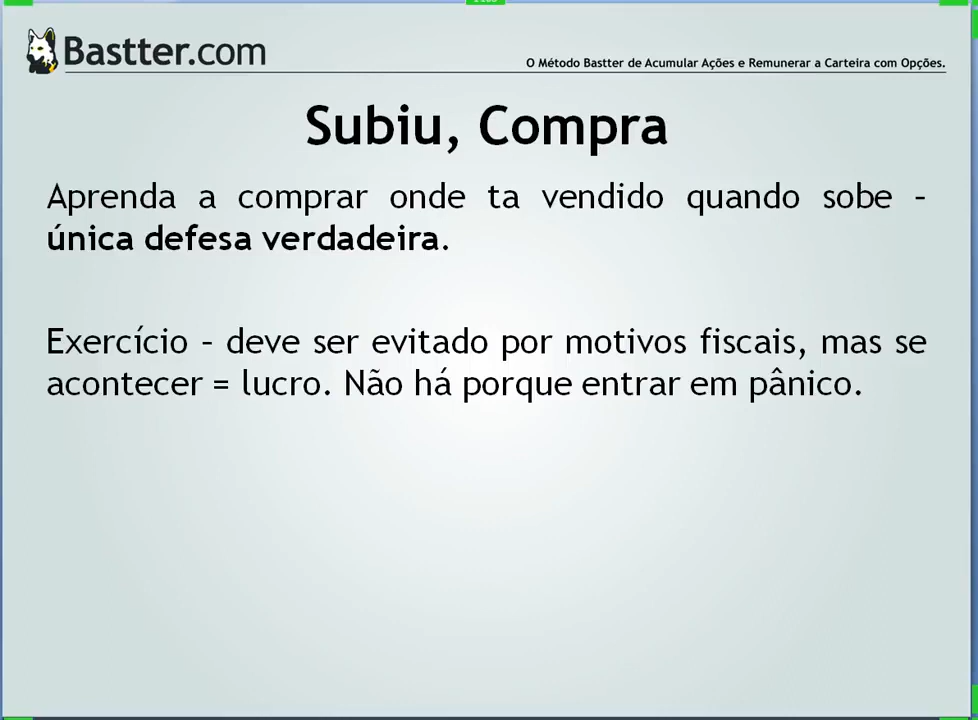 Bastter.com
O Método Bastter de Acumular Ações e Remunerar a Carteira com Opções.
Subiu, Compra
Aprenda a comprar onde ta vendido quando sobe –
única defesa verdadeira.
Exercício – deve ser evitado por motivos fiscais, mas se
acontecer = lucro. Não há porque entrar em pânico.